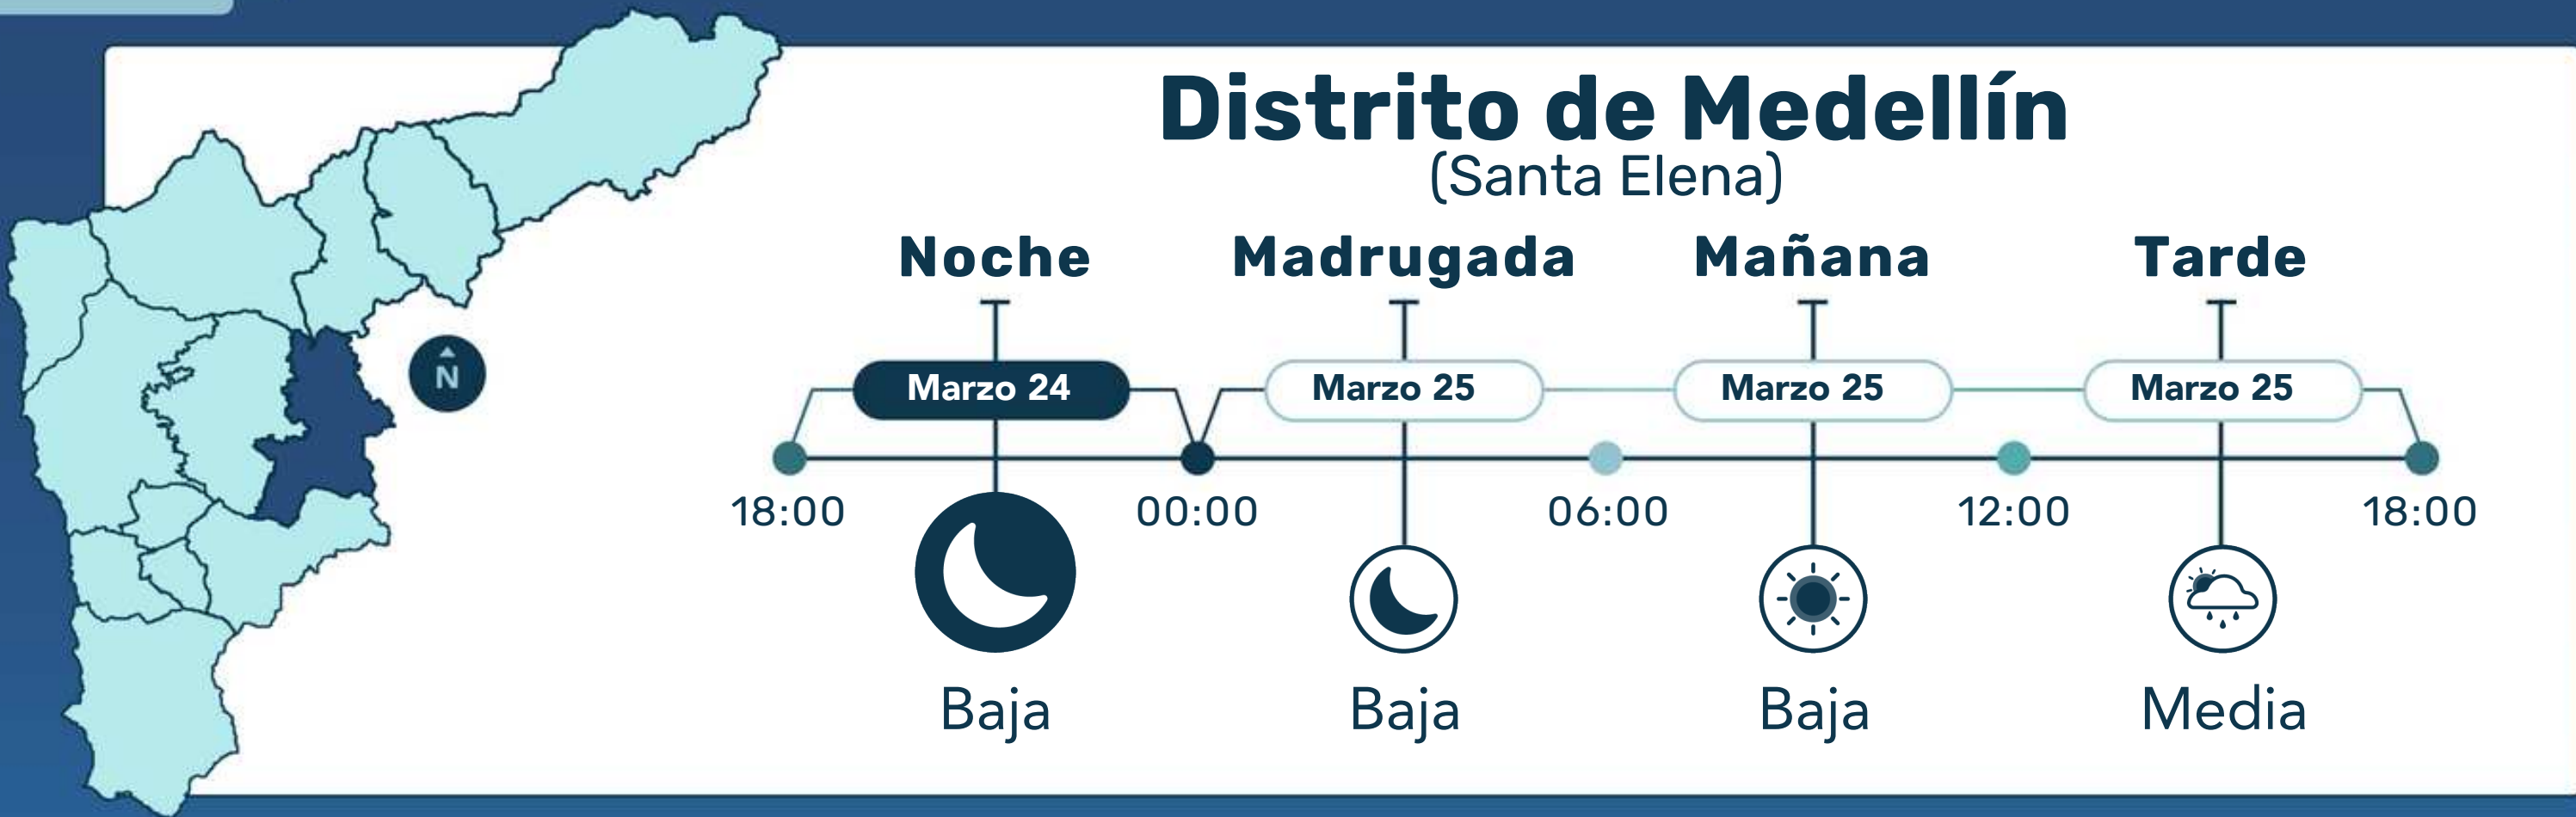 Distrito de Medellín
(Santa Elena)
Noche Madrugada Mañana Tarde
Marzo 24 Marzo 25 Marzo 25 Marzo 25
N
18:00 00:00 06:00 12:00 18:00
Baja Baja Baja Media